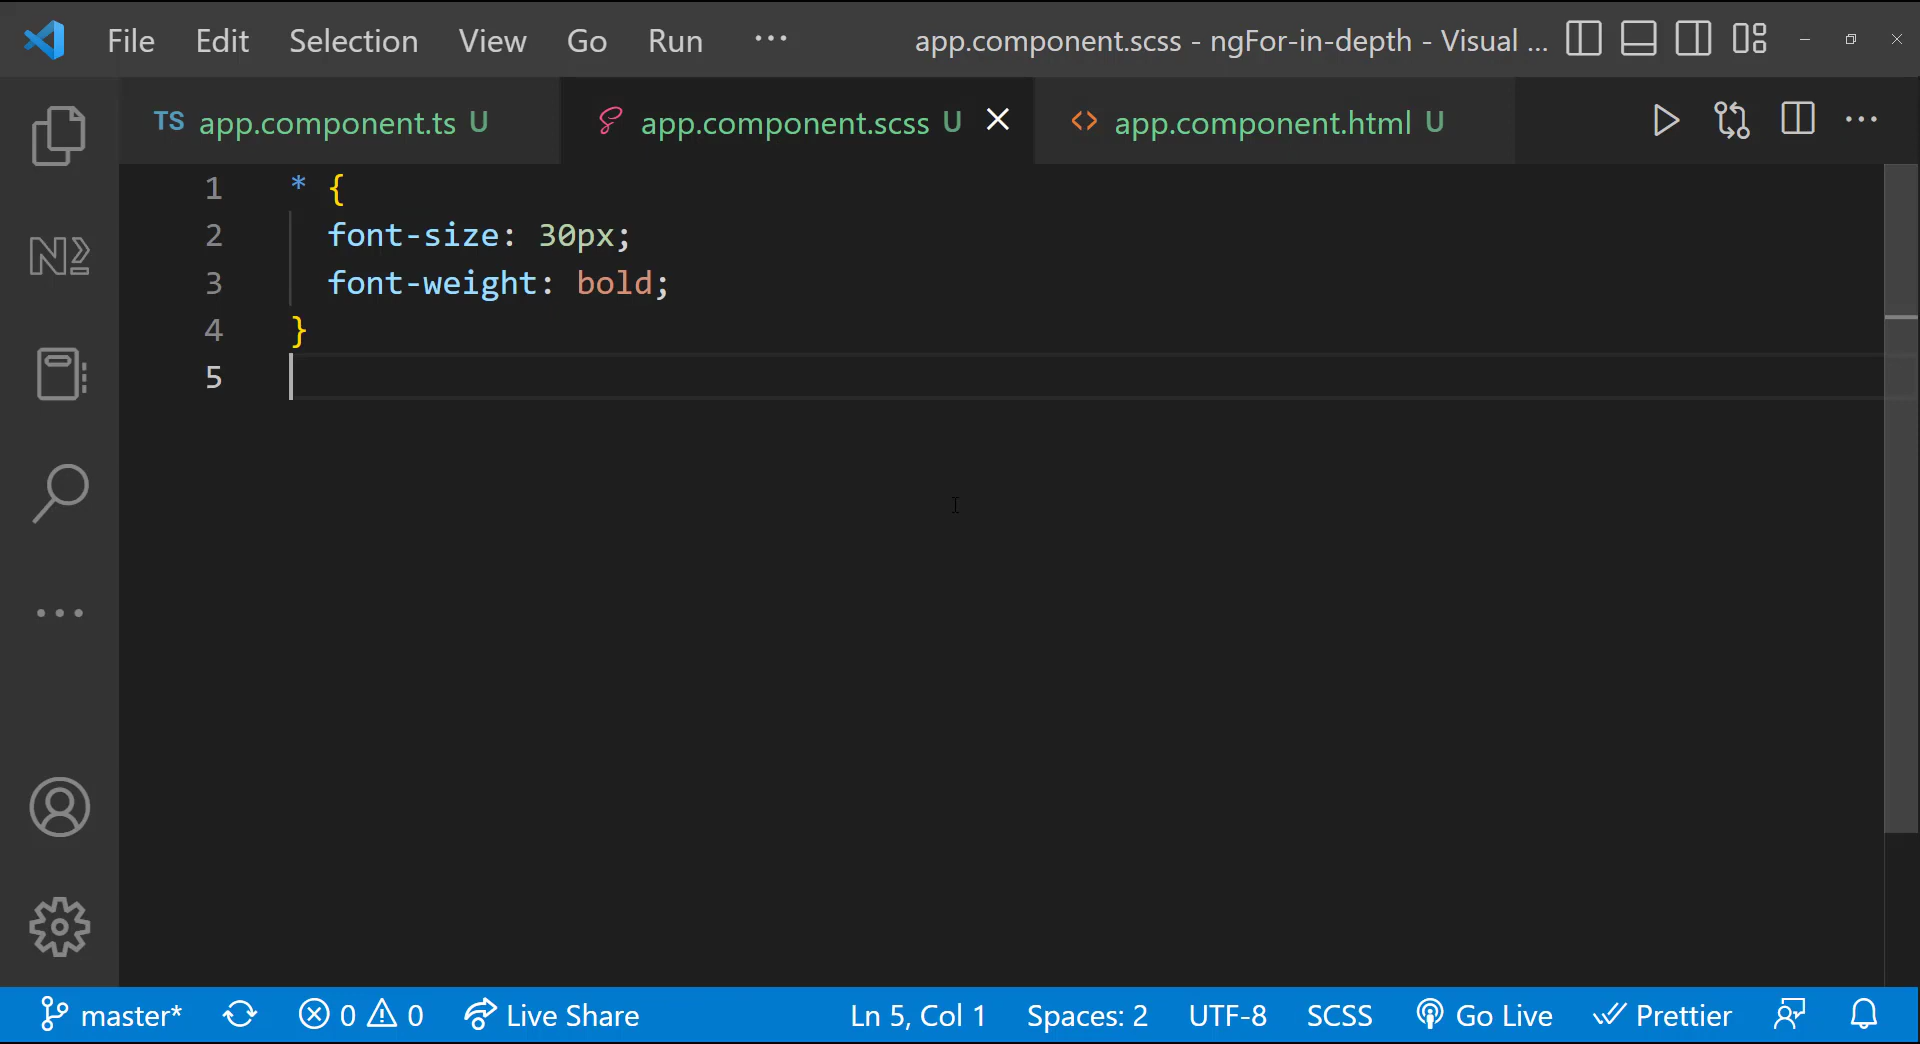 File Edit Selection View Go Run ··· app.component.scss - ngFor-in-depth - Visual ...
TS app.component.ts U app.component.scss U <> app.component.html U
1 * {
2 font-size: 30px;
3 font-weight: bold;
4 }
5
master* 0 0 Live Share Ln 5, Col 1 Spaces: 2 UTF-8 SCSS Go Live Prettier